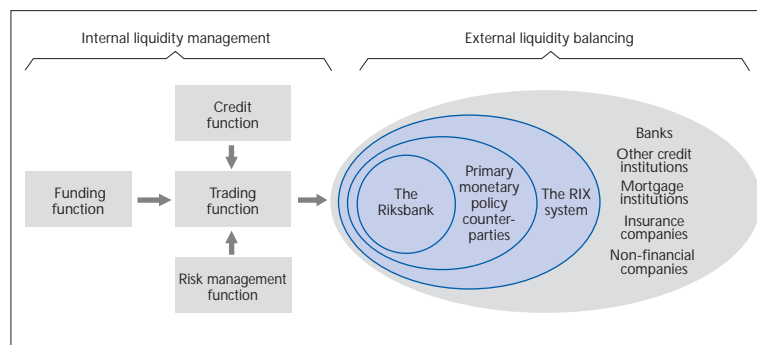 Internal liquidity management
External liquidity balancing
Credit
function
Funding
function
Trading
function
Risk management
function
The
Riksbank
Primary
monetary
policy
counter-
parties
The RIX
system
Banks
Other credit
institutions
Mortgage
institutions
Insurance
companies
Non-financial
companies